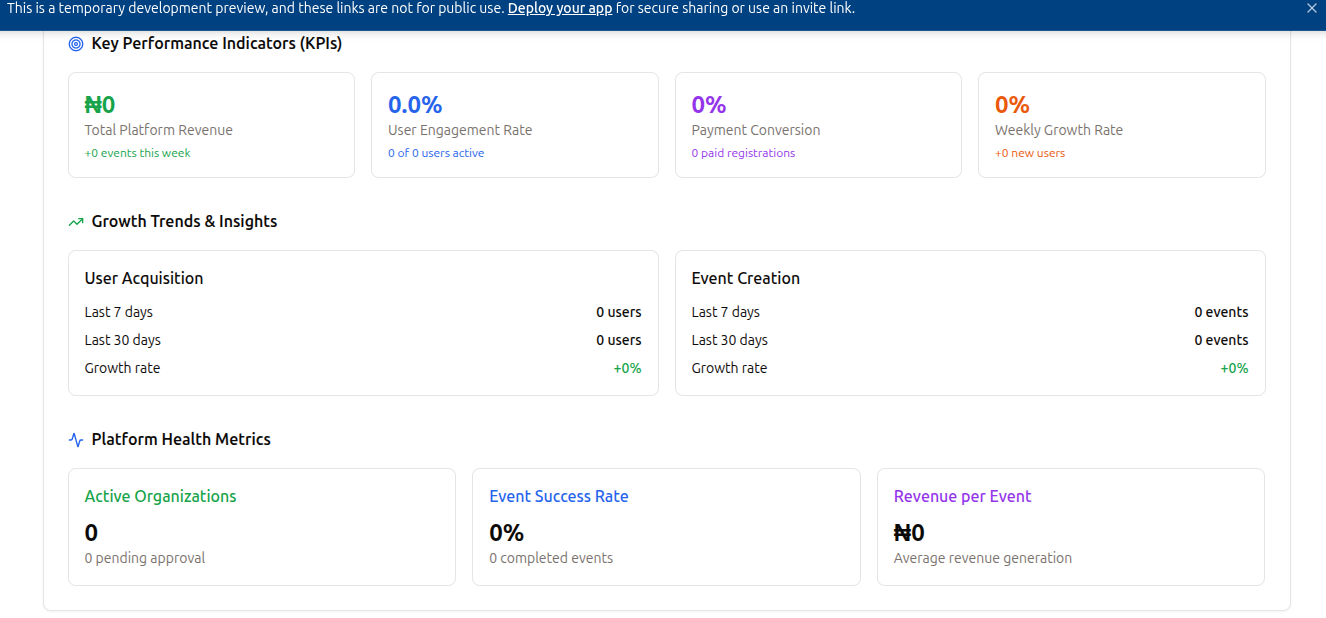 This is a temporary development preview, and these links are not for public use. Deploy your app for secure sharing or use an invite link.
Key Performance Indicators (KPIs)
₦0
Total Platform Revenue
+0 events this week
0.0%
User Engagement Rate
0 of 0 users active
0%
Payment Conversion
0 paid registrations
0%
Weekly Growth Rate
+0 new users
Growth Trends & Insights
User Acquisition
Last 7 days 0 users
Last 30 days 0 users
Growth rate +0%
Event Creation
Last 7 days 0 events
Last 30 days 0 events
Growth rate +0%
Platform Health Metrics
Active Organizations
0
0 pending approval
Event Success Rate
0%
0 completed events
Revenue per Event
₦0
Average revenue generation